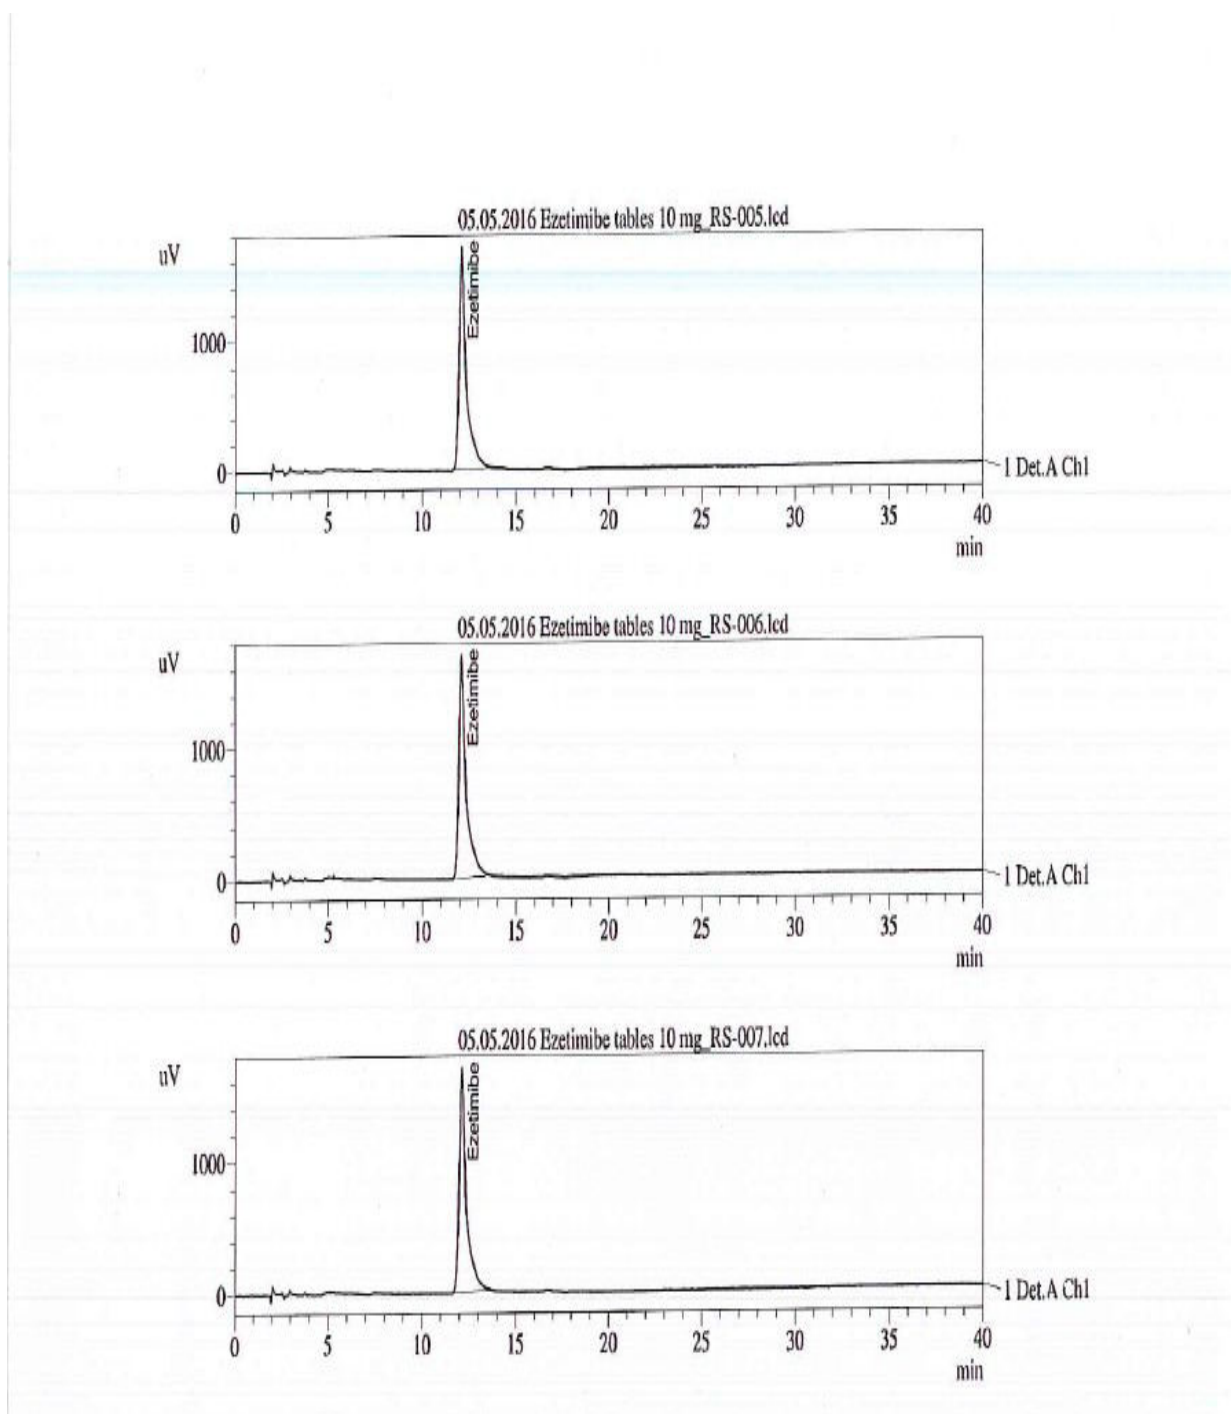 05.05.2016 Ezetimibe tables 10 mg_RS-005.lcd
uV
Ezetimibe
1000
0
1 Det.A Ch1
0 5 10 15 20 25 30 35 40
min
05.05.2016 Ezetimibe tables 10 mg_RS-006.lcd
uV
Ezetimibe
1000
0
1 Det.A Ch1
0 5 10 15 20 25 30 35 40
min
05.05.2016 Ezetimibe tables 10 mg_RS-007.lcd
uV
Ezetimibe
1000
0
1 Det.A Ch1
0 5 10 15 20 25 30 35 40
min